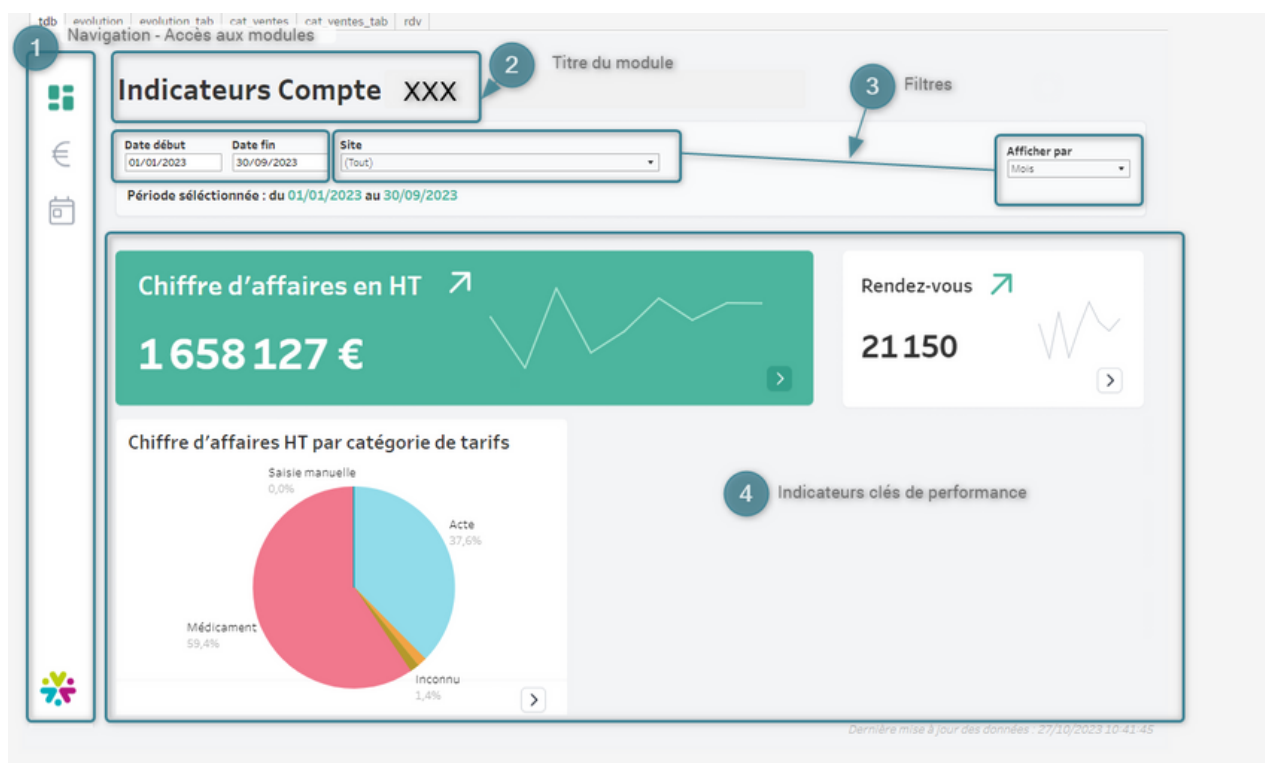 tdb evolution evolution_tab cat_ventes cat_ventes_tab rdv
1 Navigation - Accès aux modules
2 Titre du module
3 Filtres
Indicateurs Compte XXX
Date début Date fin Site Afficher par
01/01/2023 30/09/2023 (Tout) Mois
Période séléctionnée : du 01/01/2023 au 30/09/2023
Chiffre d'affaires en HT
1 658 127 €
Rendez-vous
21 150
Chiffre d'affaires HT par catégorie de tarifs
Saisie manuelle
0,0%
Acte
37,6%
Médicament
59,4%
Inconnu
1,4%
4 Indicateurs clés de performance
Dernière mise à jour des données : 27/10/2023 10:41:45